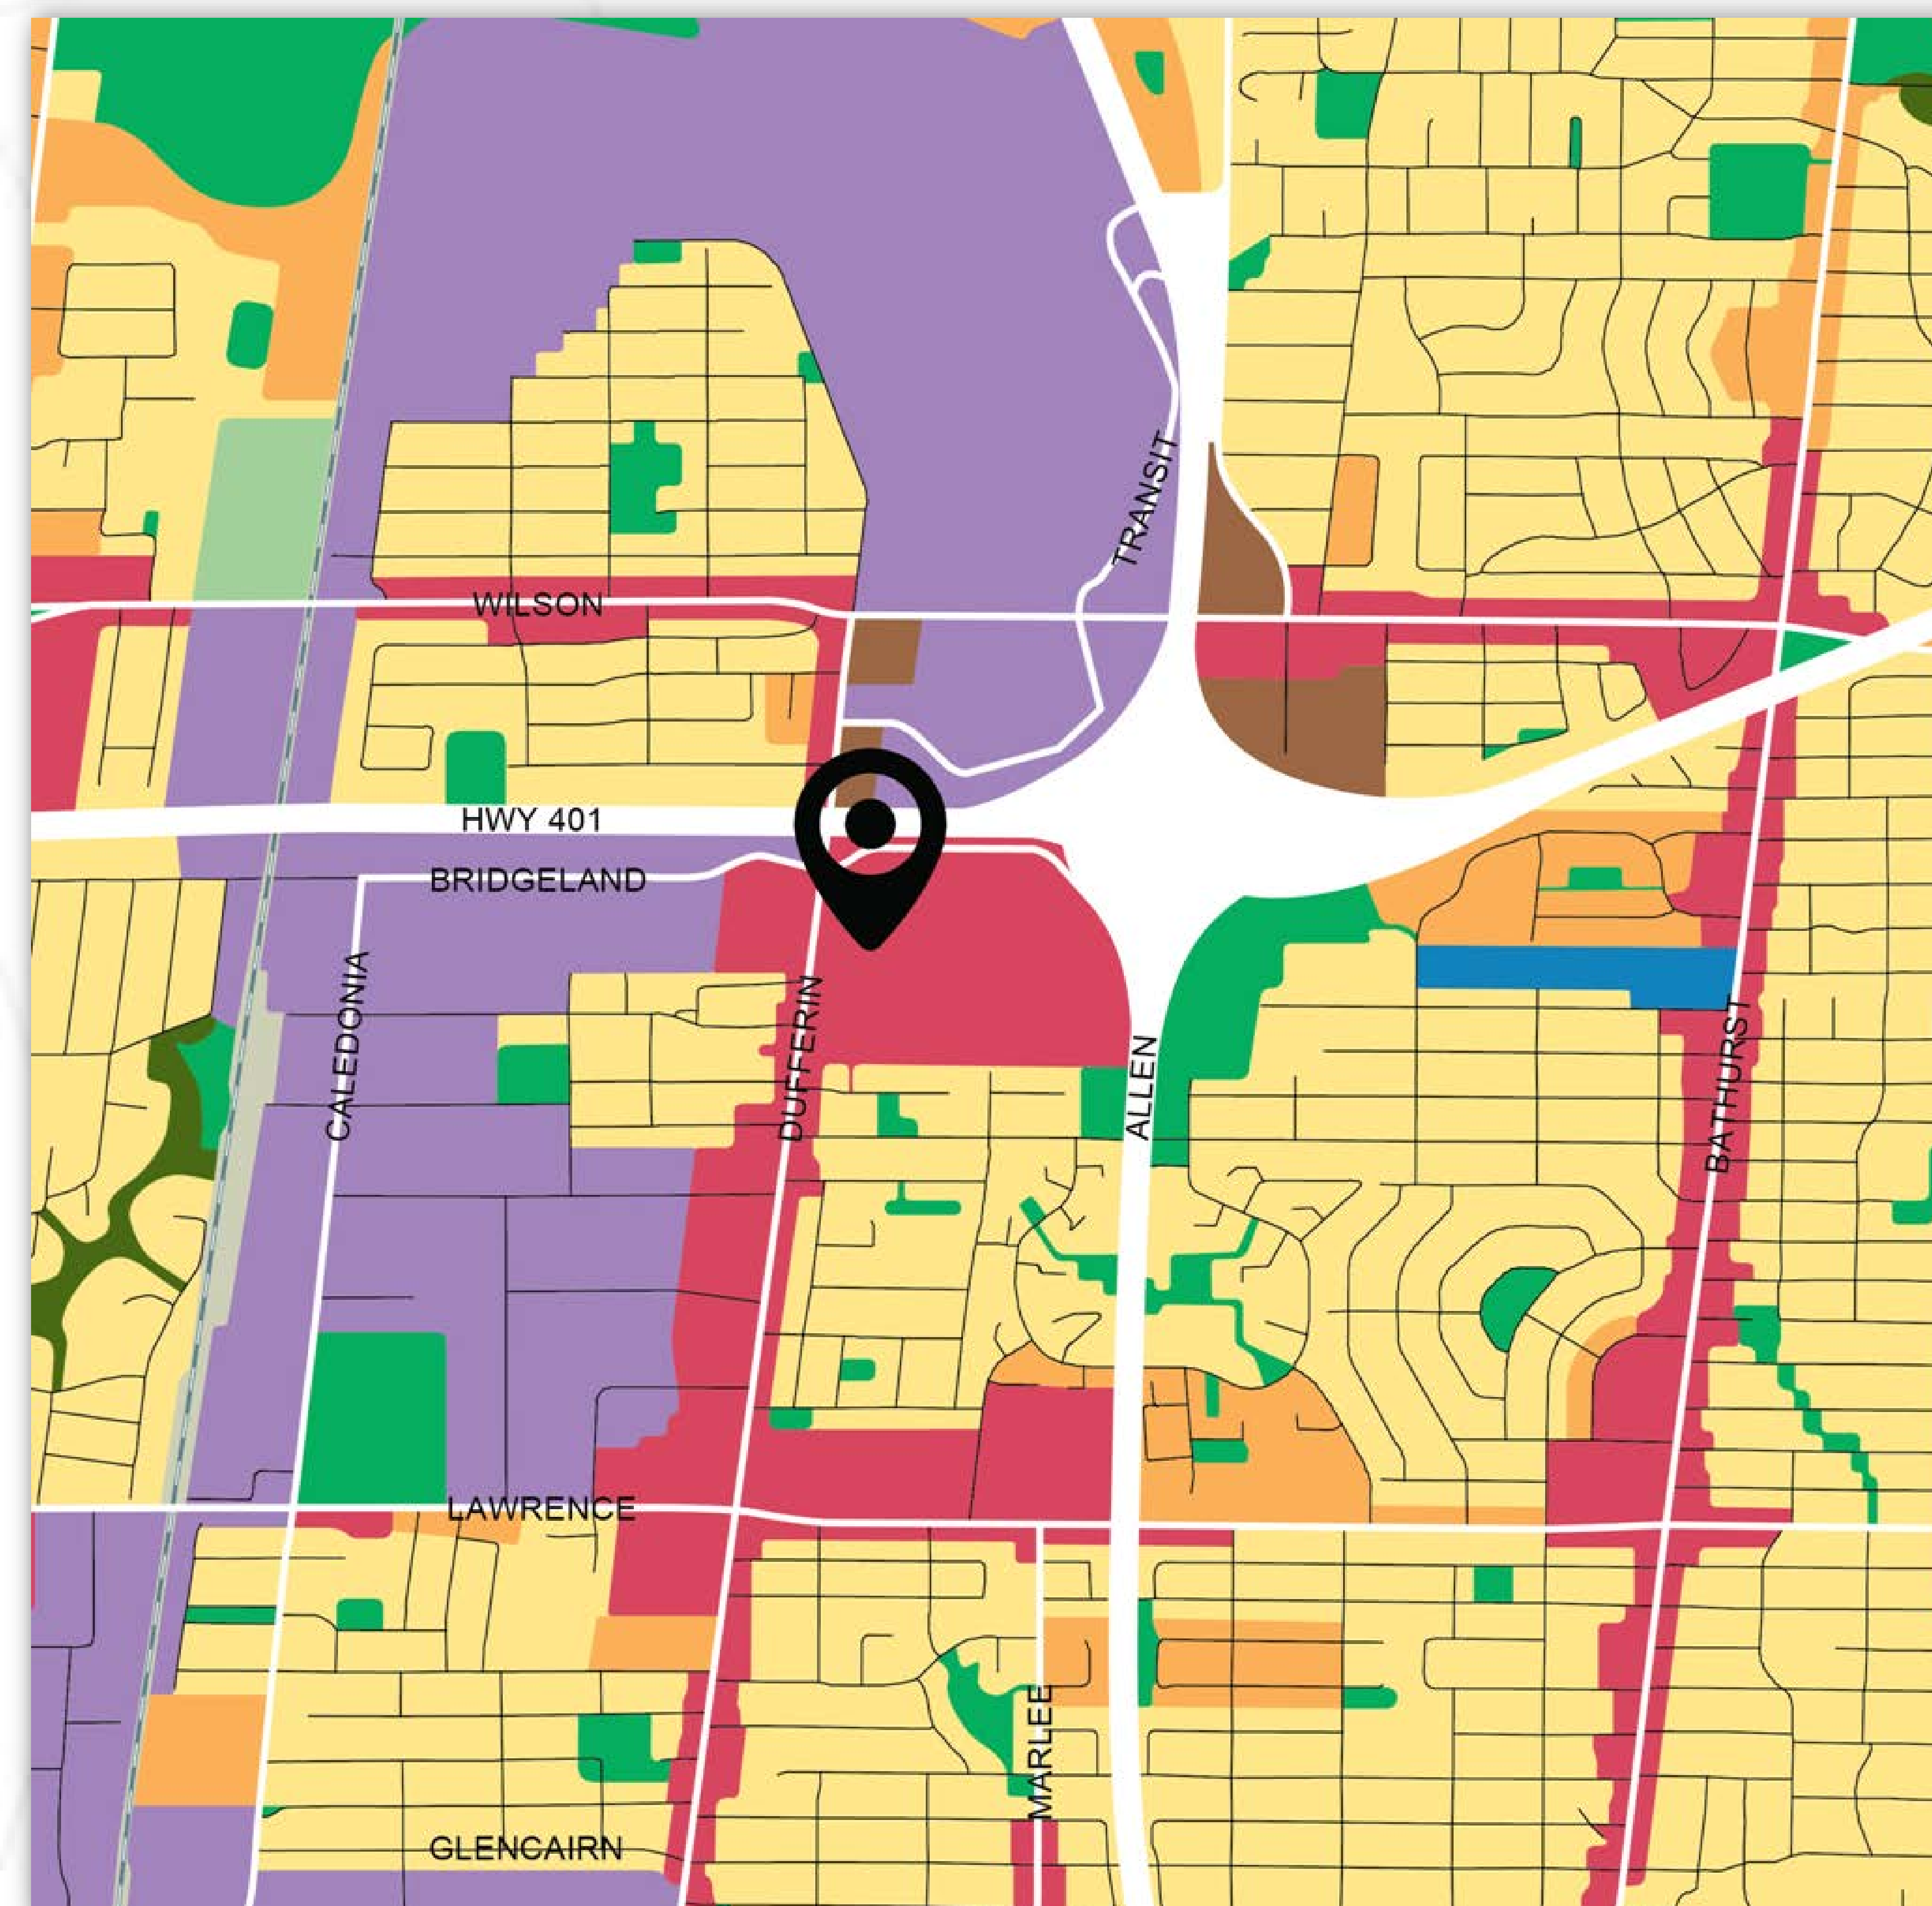 TRANSIT
WILSON
HWY 401
BRIDGELAND
CALEDONIA
DUFFERIN
ALLEN
BATHURST
LAWRENCE
MARLEE
GLENCAIRN